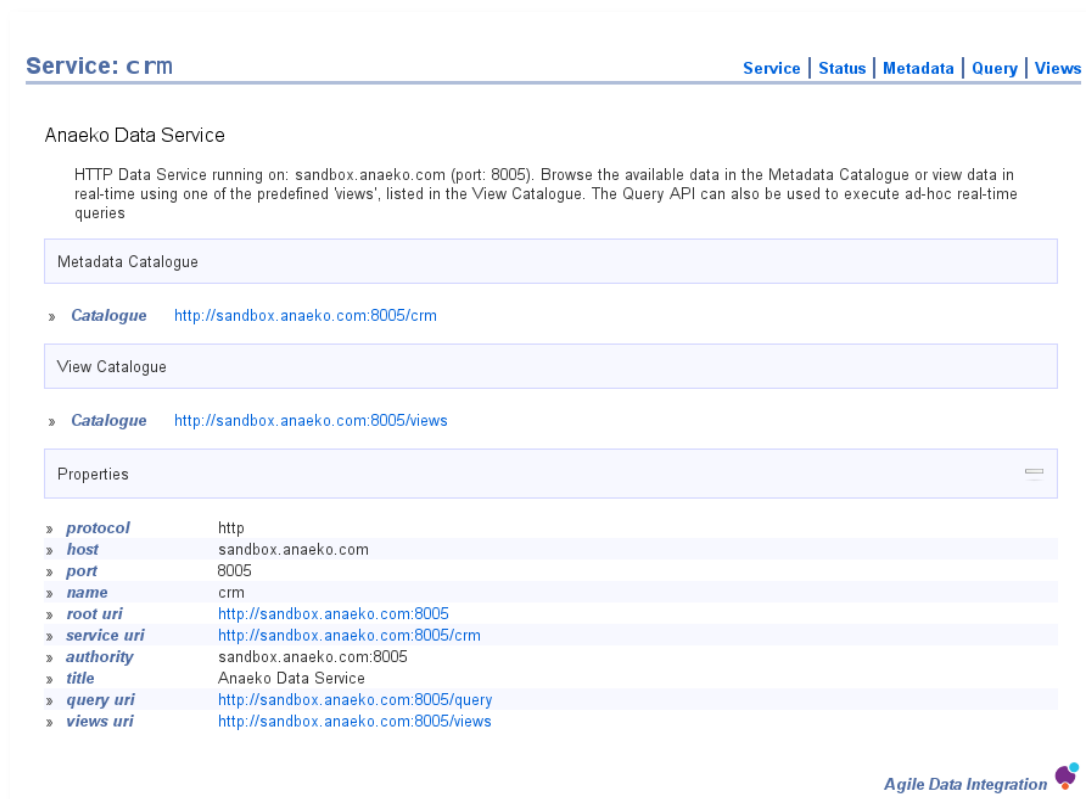 Service: crm
Service | Status | Metadata | Query | Views
Anaeko Data Service
HTTP Data Service running on: sandbox.anaeko.com (port: 8005). Browse the available data in the Metadata Catalogue or view data in
real-time using one of the predefined 'views', listed in the View Catalogue. The Query API can also be used to execute ad-hoc real-time
queries
Metadata Catalogue
» Catalogue http://sandbox.anaeko.com:8005/crm
View Catalogue
» Catalogue http://sandbox.anaeko.com:8005/views
Properties
» protocol http
» host sandbox.anaeko.com
» port 8005
» name crm
» root uri http://sandbox.anaeko.com:8005
» service uri http://sandbox.anaeko.com:8005/crm
» authority sandbox.anaeko.com:8005
» title Anaeko Data Service
» query uri http://sandbox.anaeko.com:8005/query
» views uri http://sandbox.anaeko.com:8005/views
Agile Data Integration